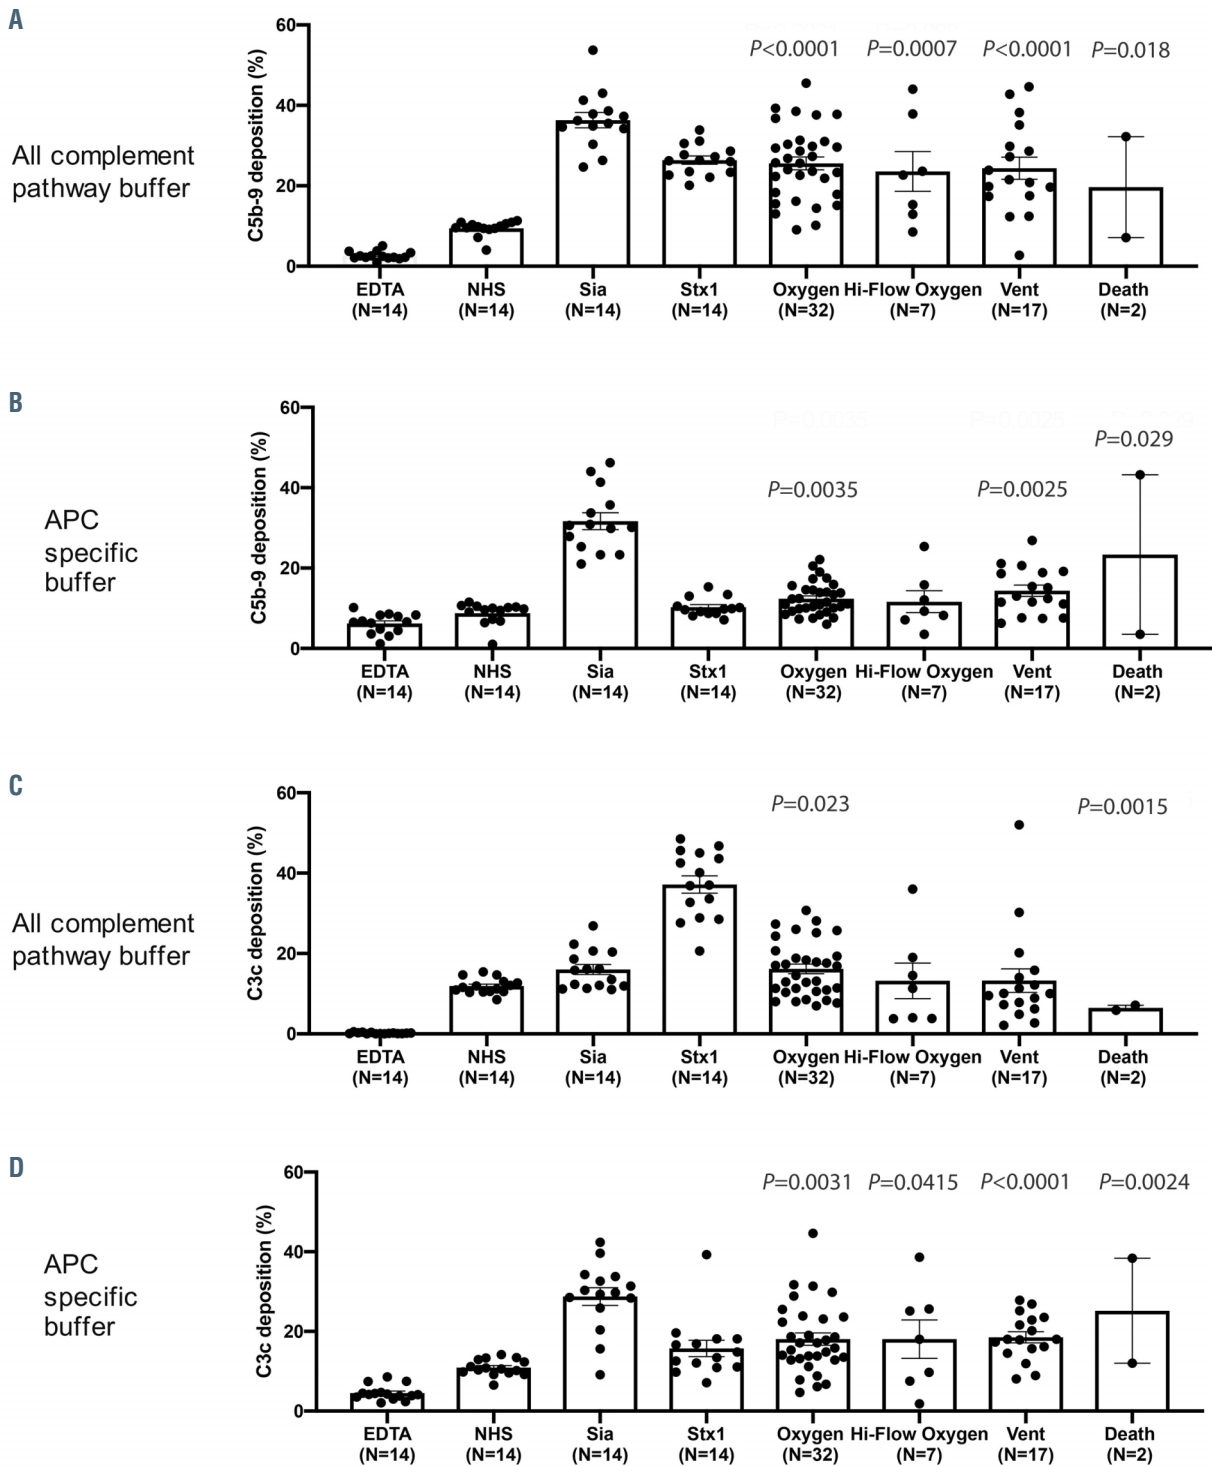 A
All complement
pathway buffer
C5b-9 deposition (%)
60
40
20
0
P<0.0001 P=0.0007 P<0.0001 P=0.018
EDTA NHS Sia Stx1 Oxygen Hi-Flow Oxygen Vent Death
(N=14) (N=14) (N=14) (N=14) (N=32) (N=7) (N=17) (N=2)
B
APC
specific
buffer
C5b-9 deposition (%)
60
40
20
0
P=0.029
P=0.0035 P=0.0025
EDTA NHS Sia Stx1 Oxygen Hi-Flow Oxygen Vent Death
(N=14) (N=14) (N=14) (N=14) (N=32) (N=7) (N=17) (N=2)
C
All complement
pathway buffer
C3c deposition (%)
60
40
20
0
P=0.023 P=0.0015
EDTA NHS Sia Stx1 Oxygen Hi-Flow Oxygen Vent Death
(N=14) (N=14) (N=14) (N=14) (N=32) (N=7) (N=17) (N=2)
D
APC
specific
buffer
C3c deposition (%)
60
40
20
0
P=0.0031 P=0.0415 P<0.0001 P=0.0024
EDTA NHS Sia Stx1 Oxygen Hi-Flow Oxygen Vent Death
(N=14) (N=14) (N=14) (N=14) (N=32) (N=7) (N=17) (N=2)